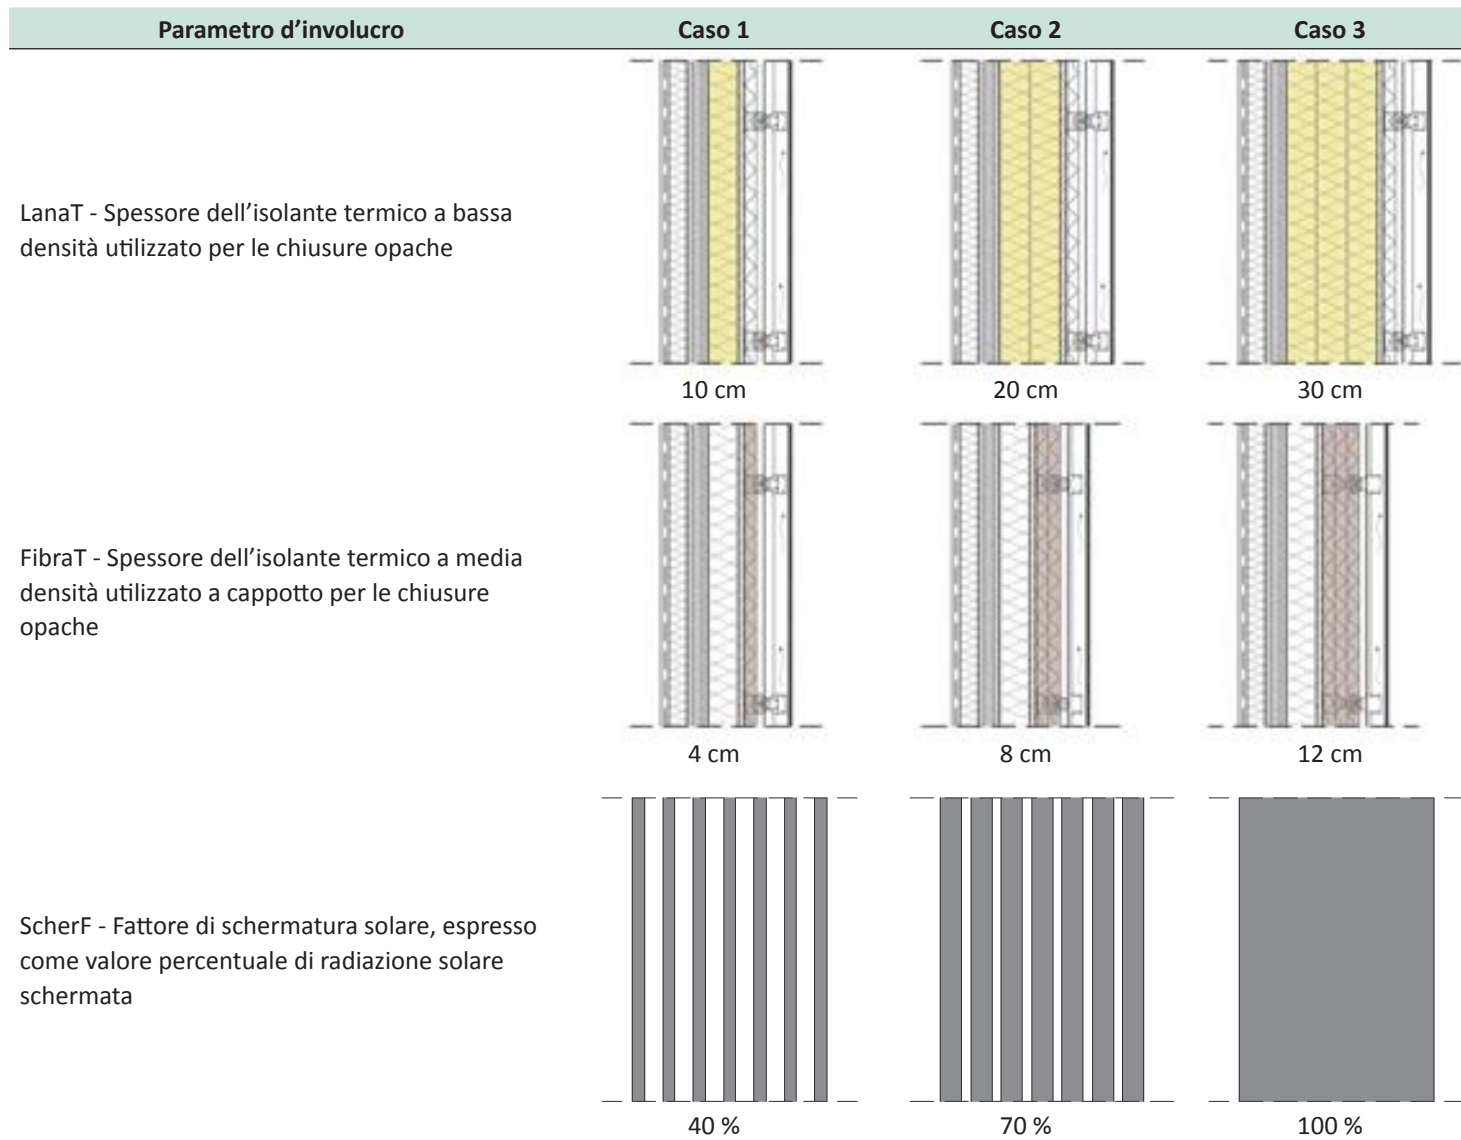 Parametro d’involucro Caso 1 Caso 2 Caso 3
LanaT - Spessore dell’isolante termico a bassa
densità utilizzato per le chiusure opache
10 cm 20 cm 30 cm
FibraT - Spessore dell’isolante termico a media
densità utilizzato a cappotto per le chiusure
opache
4 cm 8 cm 12 cm
ScherF - Fattore di schermatura solare, espresso
come valore percentuale di radiazione solare
schermata
40 % 70 % 100 %